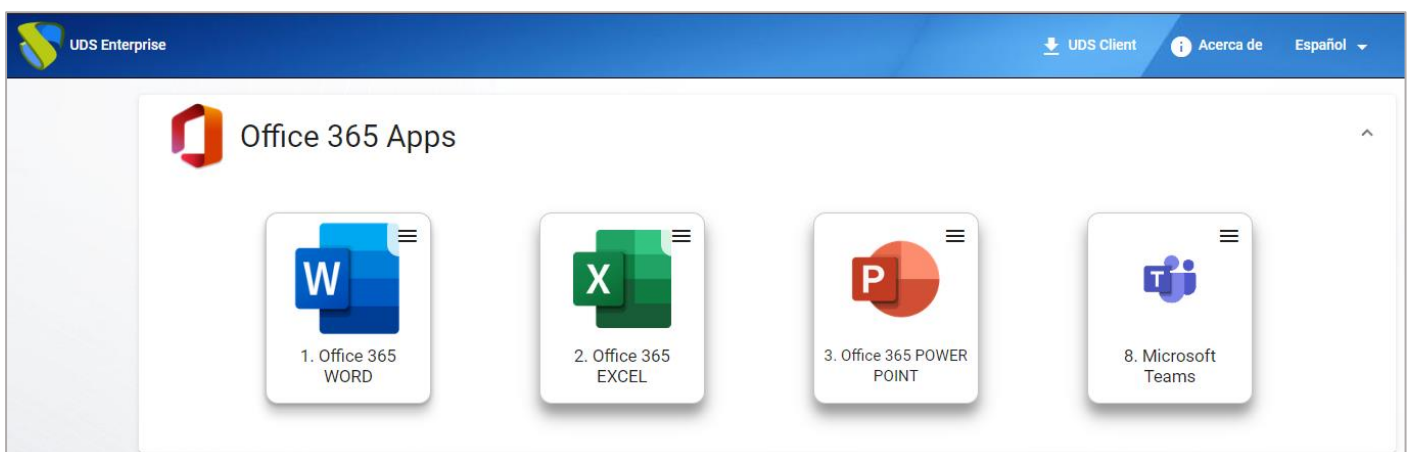 UDS Enterprise
UDS Client
Acerca de
Español
Office 365 Apps
W
X
P
T
1. Office 365
WORD
2. Office 365
EXCEL
3. Office 365 POWER
POINT
8. Microsoft
Teams